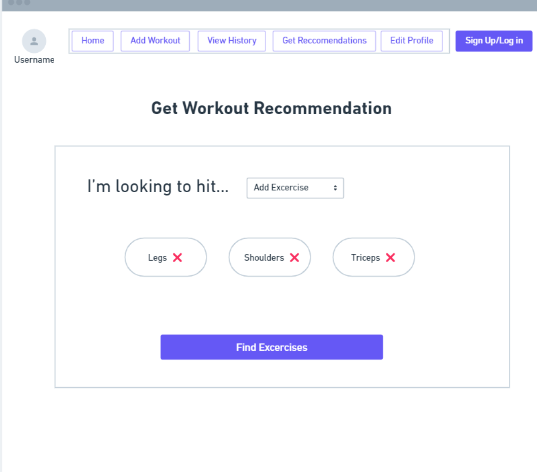 Home Add Workout View History Get Reccomendations Edit Profile Sign Up/Log in
Username
Get Workout Recommendation
I'm looking to hit... Add Excercise
Legs Shoulders Triceps
Find Excercises